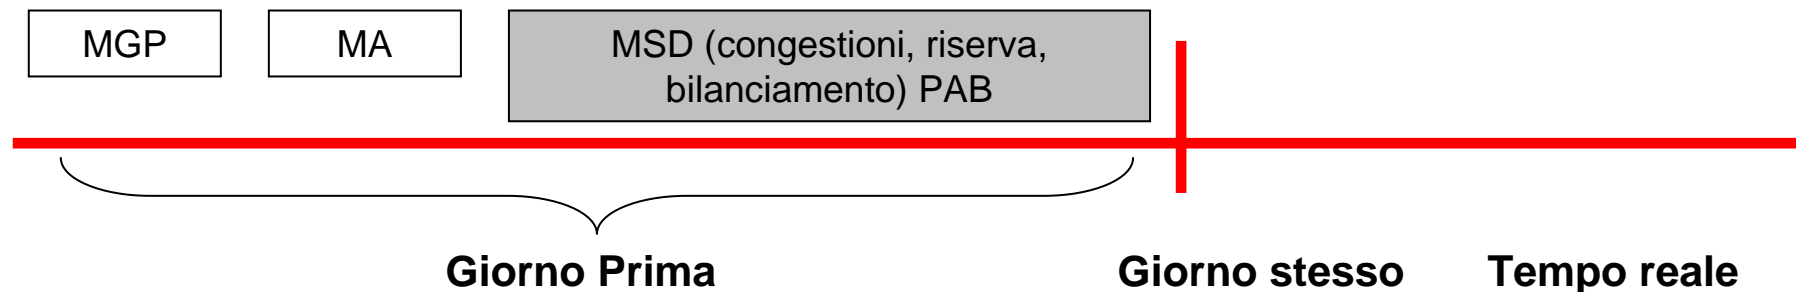 MGP
MA
MSD (congestioni, riserva,
bilanciamento) PAB
Giorno Prima
Giorno stesso
Tempo reale